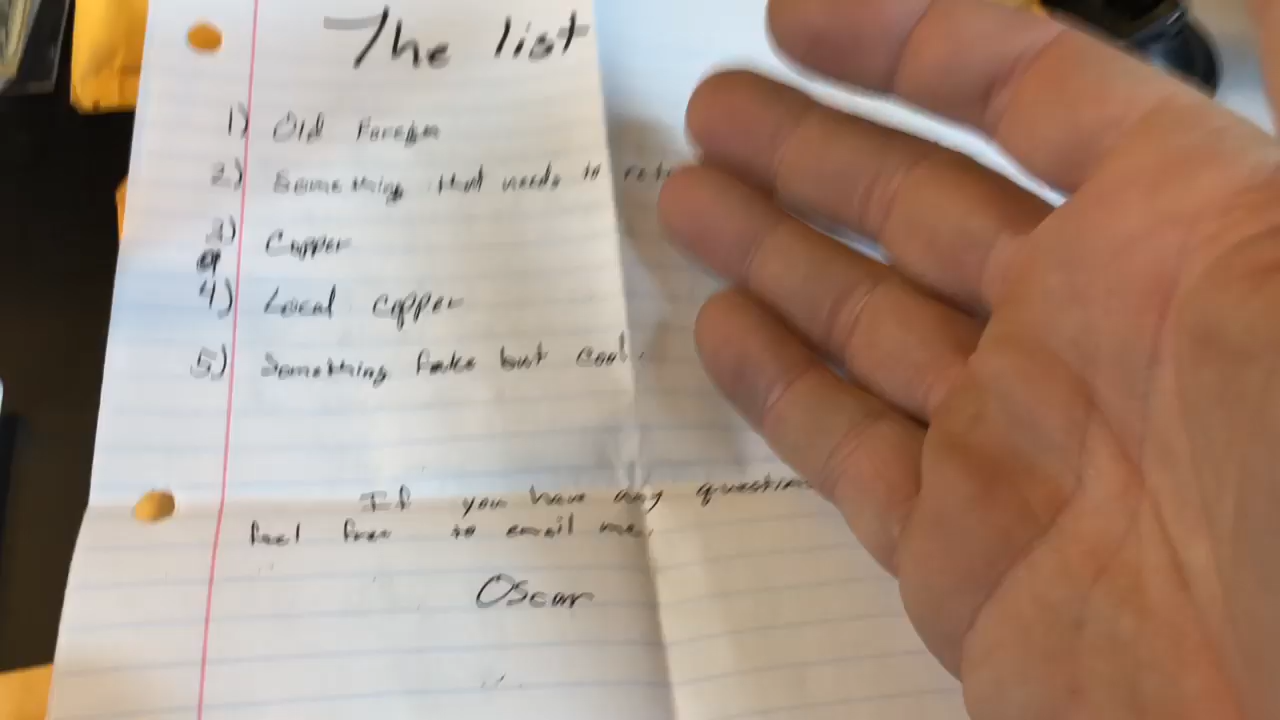 The list
1) Old Foreign
2) Something that needs to
3) Copper
4) Local copper
5) Something fake but cool.
If you have any question
feel free to email me.
Oscar